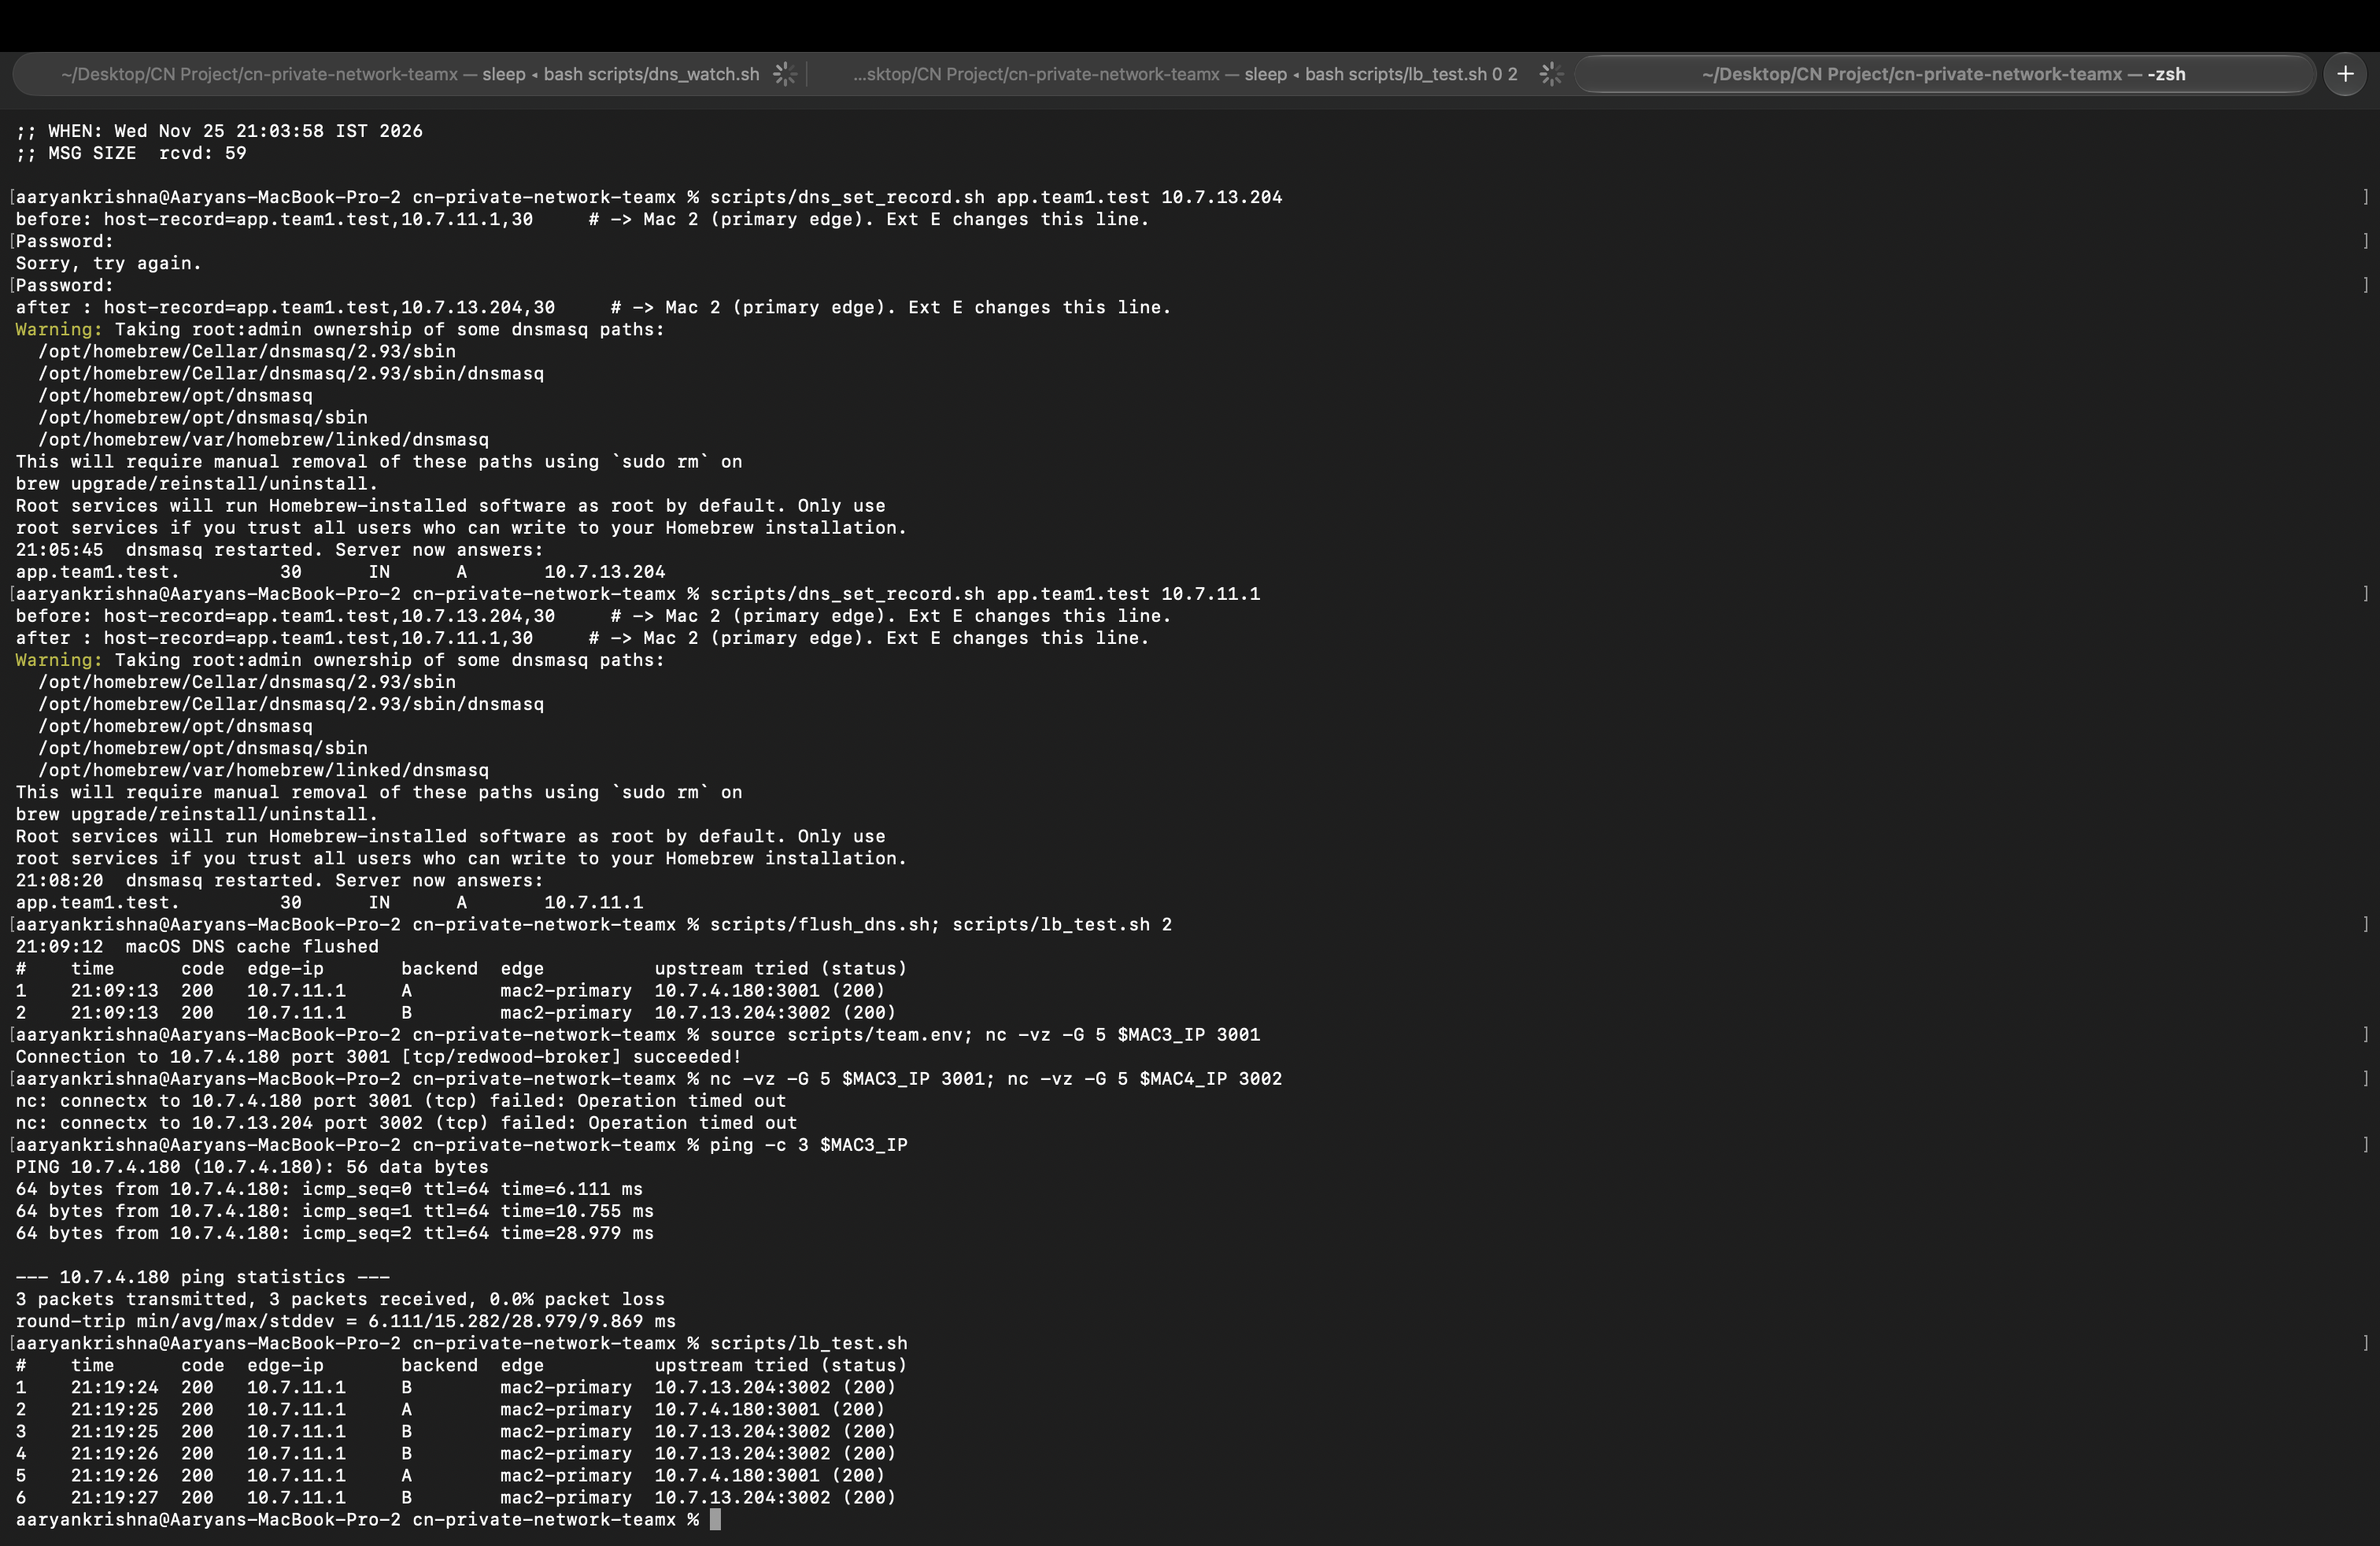 ~/Desktop/CN Project/cn-private-network-teamx — sleep ◂ bash scripts/dns_watch.sh
...sktop/CN Project/cn-private-network-teamx — sleep ◂ bash scripts/lb_test.sh 0 2
~/Desktop/CN Project/cn-private-network-teamx — -zsh
+
;; WHEN: Wed Nov 25 21:03:58 IST 2026
;; MSG SIZE  rcvd: 59
[aaryankrishna@Aaryans-MacBook-Pro-2 cn-private-network-teamx % scripts/dns_set_record.sh app.team1.test 10.7.13.204 ]
before: host-record=app.team1.test,10.7.11.1,30     # -> Mac 2 (primary edge). Ext E changes this line.
[Password: ]
Sorry, try again.
[Password: ]
after : host-record=app.team1.test,10.7.13.204,30     # -> Mac 2 (primary edge). Ext E changes this line.
Warning: Taking root:admin ownership of some dnsmasq paths:
  /opt/homebrew/Cellar/dnsmasq/2.93/sbin
  /opt/homebrew/Cellar/dnsmasq/2.93/sbin/dnsmasq
  /opt/homebrew/opt/dnsmasq
  /opt/homebrew/opt/dnsmasq/sbin
  /opt/homebrew/var/homebrew/linked/dnsmasq
This will require manual removal of these paths using `sudo rm` on
brew upgrade/reinstall/uninstall.
Root services will run Homebrew-installed software as root by default. Only use
root services if you trust all users who can write to your Homebrew installation.
21:05:45  dnsmasq restarted. Server now answers:
app.team1.test.         30      IN      A       10.7.13.204
[aaryankrishna@Aaryans-MacBook-Pro-2 cn-private-network-teamx % scripts/dns_set_record.sh app.team1.test 10.7.11.1 ]
before: host-record=app.team1.test,10.7.13.204,30     # -> Mac 2 (primary edge). Ext E changes this line.
after : host-record=app.team1.test,10.7.11.1,30     # -> Mac 2 (primary edge). Ext E changes this line.
Warning: Taking root:admin ownership of some dnsmasq paths:
  /opt/homebrew/Cellar/dnsmasq/2.93/sbin
  /opt/homebrew/Cellar/dnsmasq/2.93/sbin/dnsmasq
  /opt/homebrew/opt/dnsmasq
  /opt/homebrew/opt/dnsmasq/sbin
  /opt/homebrew/var/homebrew/linked/dnsmasq
This will require manual removal of these paths using `sudo rm` on
brew upgrade/reinstall/uninstall.
Root services will run Homebrew-installed software as root by default. Only use
root services if you trust all users who can write to your Homebrew installation.
21:08:20  dnsmasq restarted. Server now answers:
app.team1.test.         30      IN      A       10.7.11.1
[aaryankrishna@Aaryans-MacBook-Pro-2 cn-private-network-teamx % scripts/flush_dns.sh; scripts/lb_test.sh 2 ]
21:09:12  macOS DNS cache flushed
#    time      code  edge-ip       backend  edge          upstream tried (status)
1    21:09:13  200   10.7.11.1     A        mac2-primary  10.7.4.180:3001 (200)
2    21:09:13  200   10.7.11.1     B        mac2-primary  10.7.13.204:3002 (200)
[aaryankrishna@Aaryans-MacBook-Pro-2 cn-private-network-teamx % source scripts/team.env; nc -vz -G 5 $MAC3_IP 3001 ]
Connection to 10.7.4.180 port 3001 [tcp/redwood-broker] succeeded!
[aaryankrishna@Aaryans-MacBook-Pro-2 cn-private-network-teamx % nc -vz -G 5 $MAC3_IP 3001; nc -vz -G 5 $MAC4_IP 3002 ]
nc: connectx to 10.7.4.180 port 3001 (tcp) failed: Operation timed out
nc: connectx to 10.7.13.204 port 3002 (tcp) failed: Operation timed out
[aaryankrishna@Aaryans-MacBook-Pro-2 cn-private-network-teamx % ping -c 3 $MAC3_IP ]
PING 10.7.4.180 (10.7.4.180): 56 data bytes
64 bytes from 10.7.4.180: icmp_seq=0 ttl=64 time=6.111 ms
64 bytes from 10.7.4.180: icmp_seq=1 ttl=64 time=10.755 ms
64 bytes from 10.7.4.180: icmp_seq=2 ttl=64 time=28.979 ms
--- 10.7.4.180 ping statistics ---
3 packets transmitted, 3 packets received, 0.0% packet loss
round-trip min/avg/max/stddev = 6.111/15.282/28.979/9.869 ms
[aaryankrishna@Aaryans-MacBook-Pro-2 cn-private-network-teamx % scripts/lb_test.sh ]
#    time      code  edge-ip       backend  edge          upstream tried (status)
1    21:19:24  200   10.7.11.1     B        mac2-primary  10.7.13.204:3002 (200)
2    21:19:25  200   10.7.11.1     A        mac2-primary  10.7.4.180:3001 (200)
3    21:19:25  200   10.7.11.1     B        mac2-primary  10.7.13.204:3002 (200)
4    21:19:26  200   10.7.11.1     B        mac2-primary  10.7.13.204:3002 (200)
5    21:19:26  200   10.7.11.1     A        mac2-primary  10.7.4.180:3001 (200)
6    21:19:27  200   10.7.11.1     B        mac2-primary  10.7.13.204:3002 (200)
aaryankrishna@Aaryans-MacBook-Pro-2 cn-private-network-teamx %